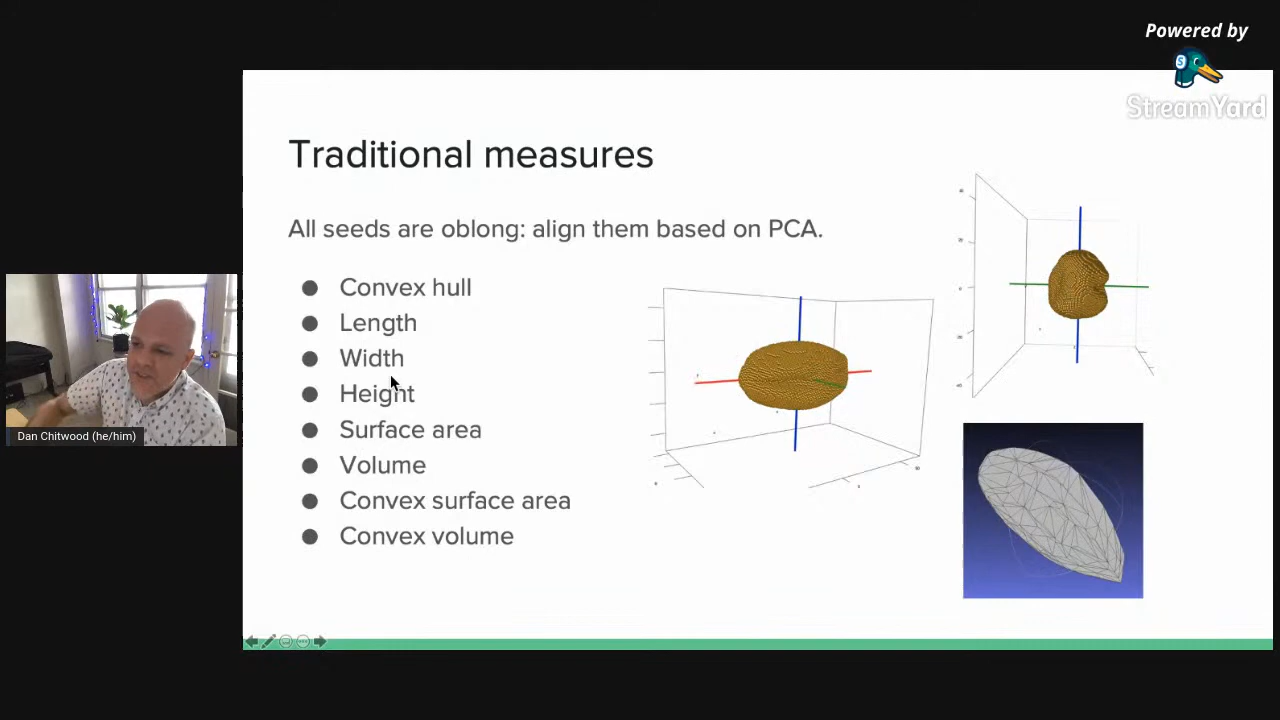 Powered by
StreamYard
Traditional measures
All seeds are oblong: align them based on PCA.
Convex hull
Length
Width
Height
Surface area
Volume
Convex surface area
Convex volume
Dan Chitwood (he/him)